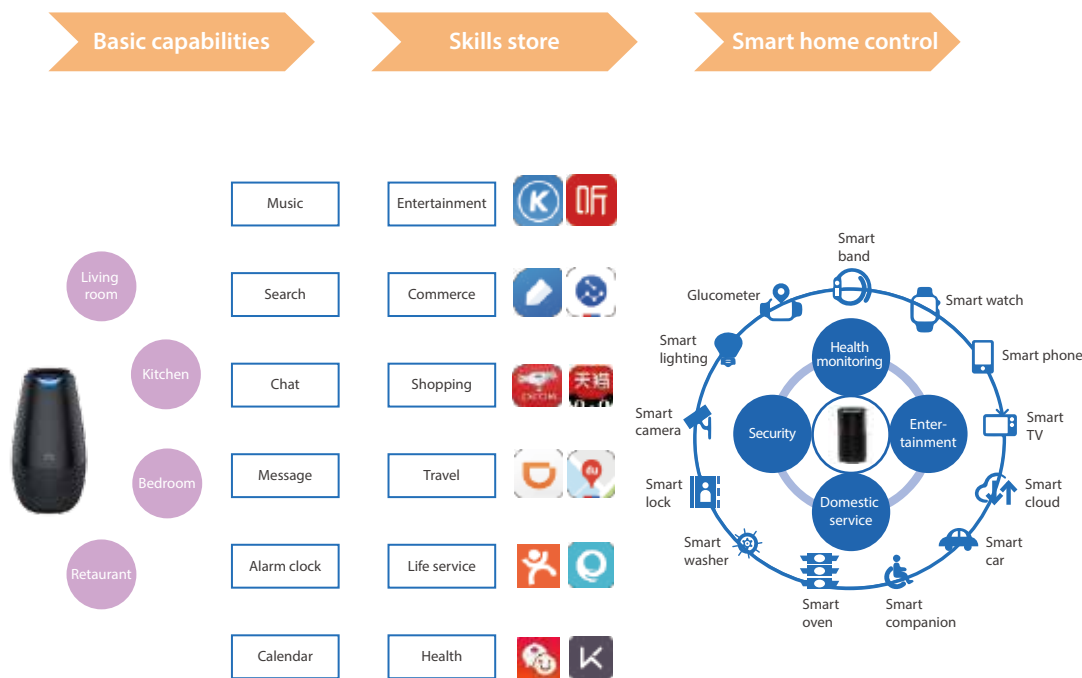 Basic capabilities
Skills store
Smart home control
Living
room
Kitchen
Bedroom
Retaurant
Music
Search
Chat
Message
Alarm clock
Calendar
Entertainment
Commerce
Shopping
Travel
Life service
Health
K
听
天猫
Smart
band
Smart watch
Smart phone
Smart
TV
Smart
cloud
Smart
car
Smart
companion
Smart
oven
Smart
washer
Smart
lock
Smart
camera
Smart
lighting
Glucometer
Health
monitoring
Enter-
tainment
Domestic
service
Security